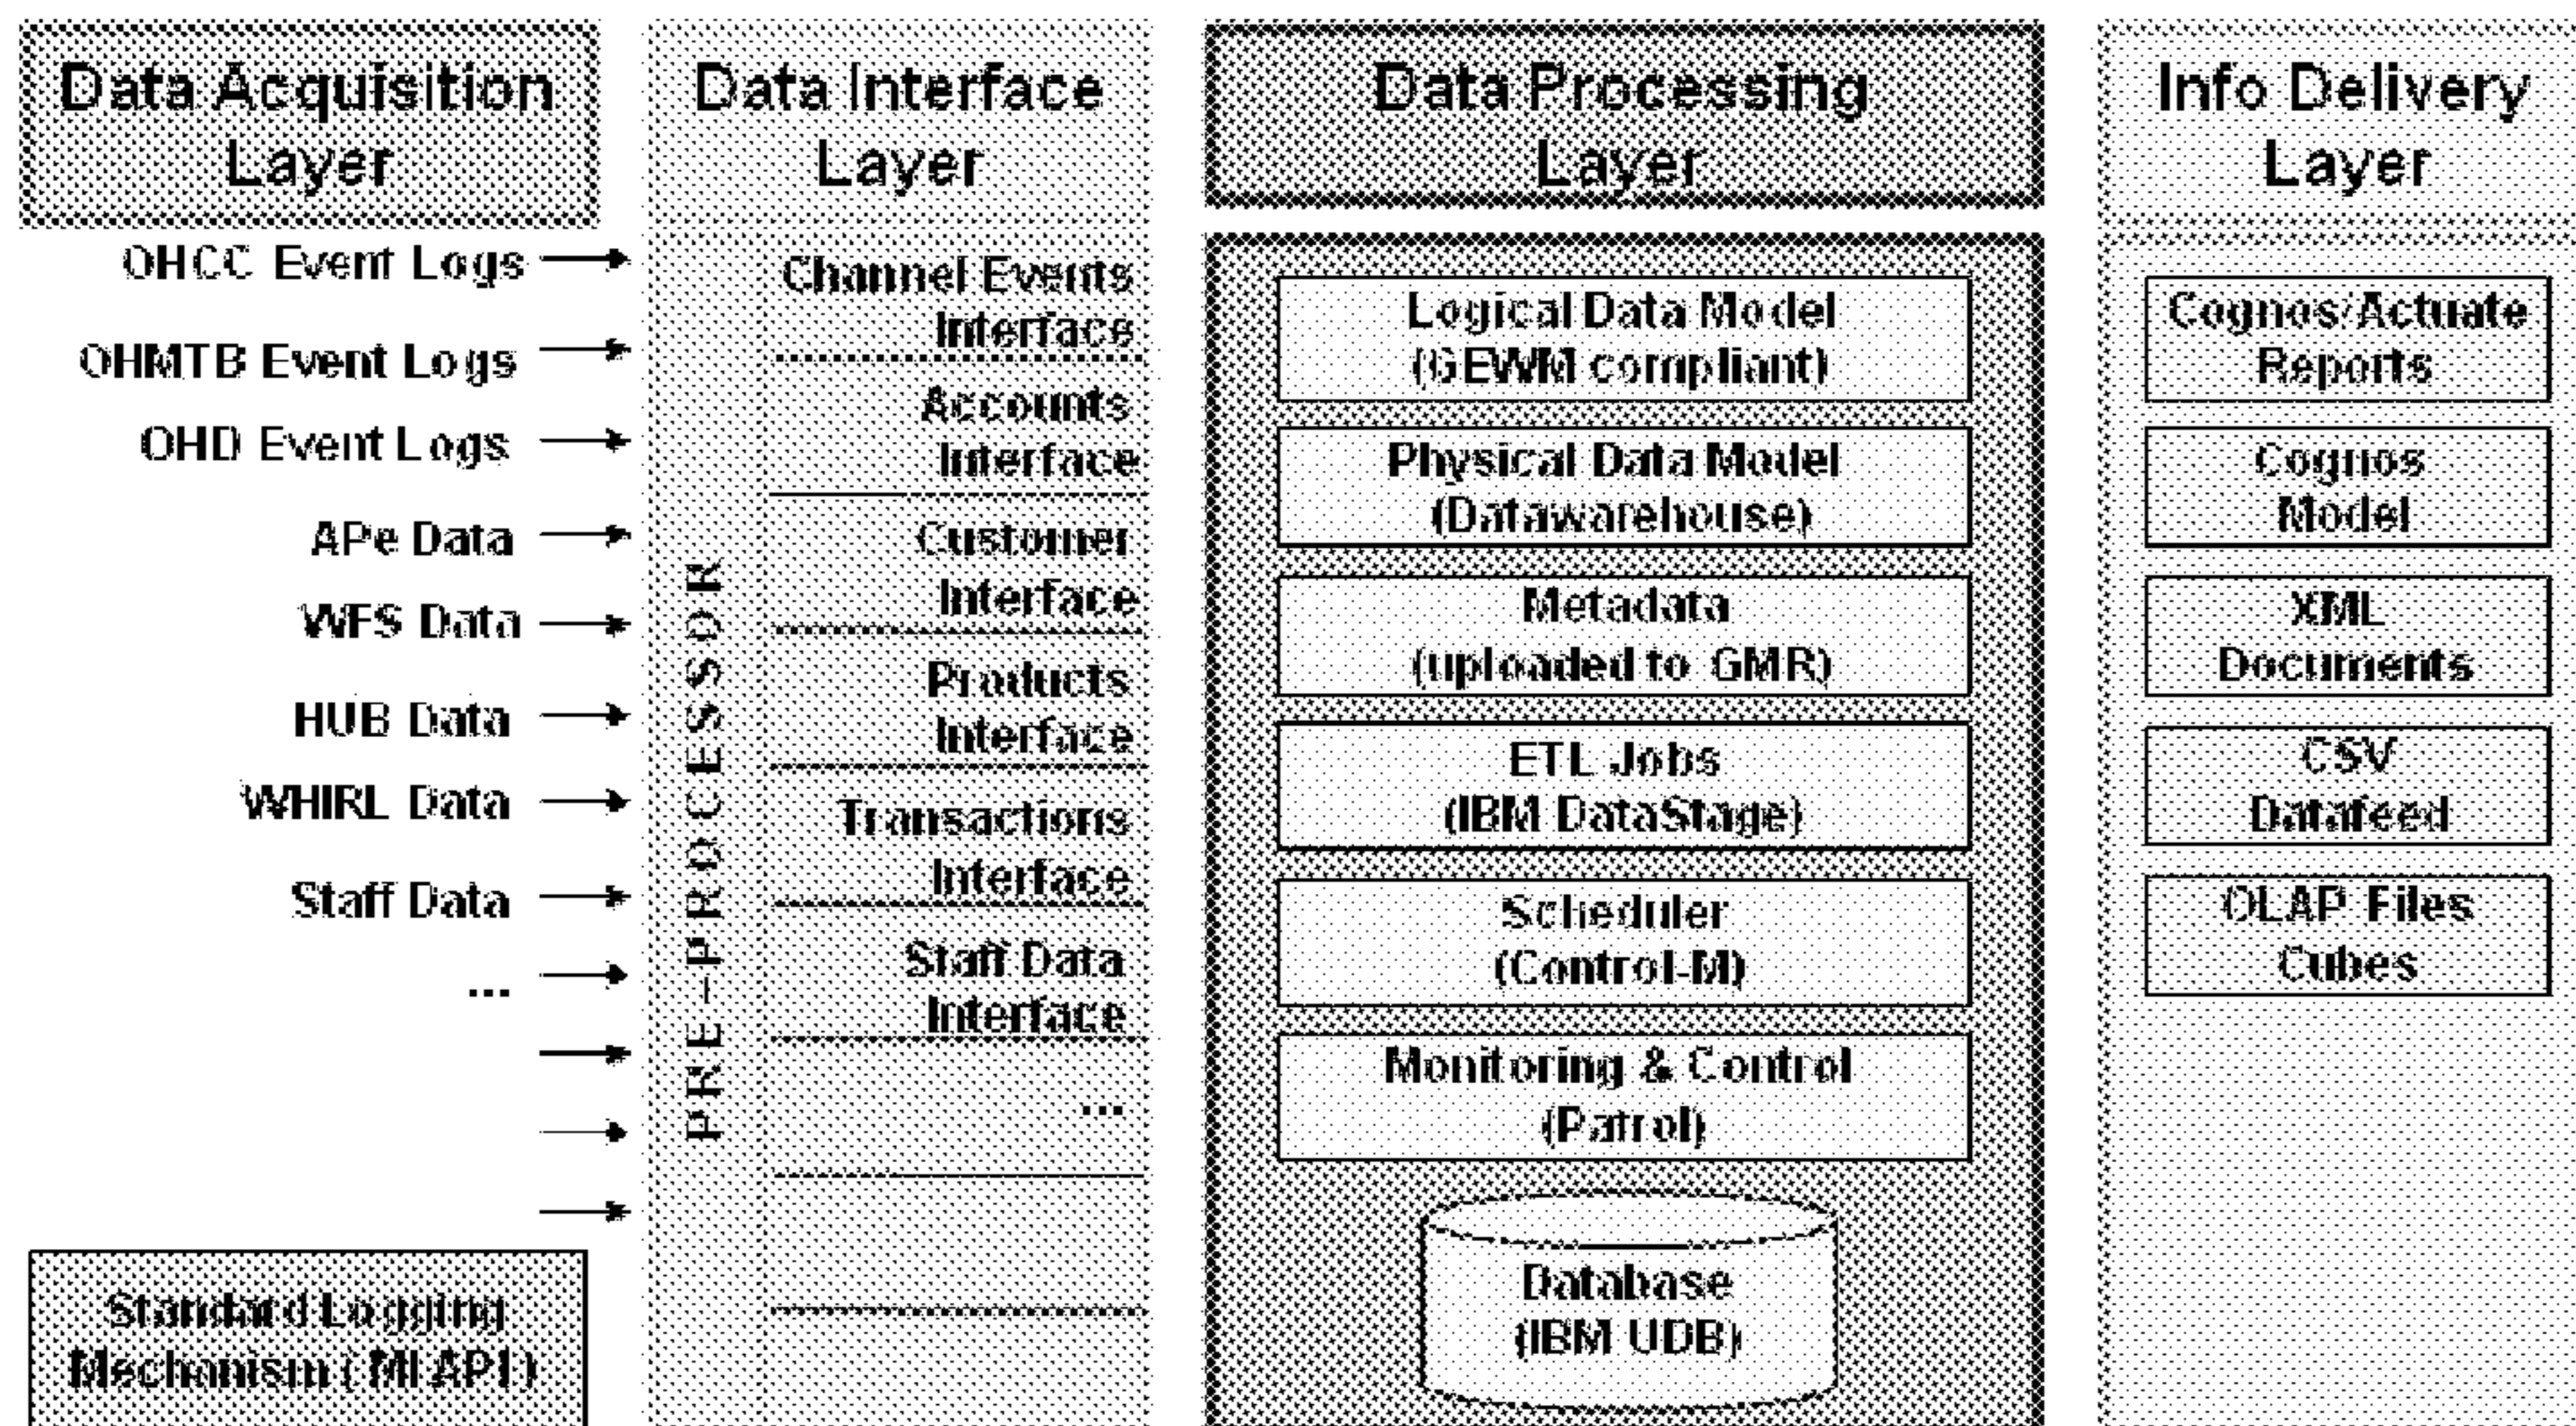 Data Acquisition
Layer
OHCC Event Logs
OHMTB Event Logs
OHD Event Logs
APe Data
WFS Data
HUB Data
WHIRL Data
Staff Data
...
Standard Logging
Mechanism ( MI API )
Data Interface
Layer
PRE-PROCESSOR
Channel Events
Interface
Accounts
Interface
Customer
Interface
Products
Interface
Transactions
Interface
Staff Data
Interface
...
Data Processing
Layer
Logical Data Model
(GEWM compliant)
Physical Data Model
(Datawarehouse)
Metadata
(uploaded to GMR)
ETL Jobs
(IBM DataStage)
Scheduler
(Control-M)
Monitoring & Control
(Patrol)
Database
(IBM UDB)
Info Delivery
Layer
Cognos/Actuate
Reports
Cognos
Model
XML
Documents
CSV
Datafeed
OLAP Files
Cubes